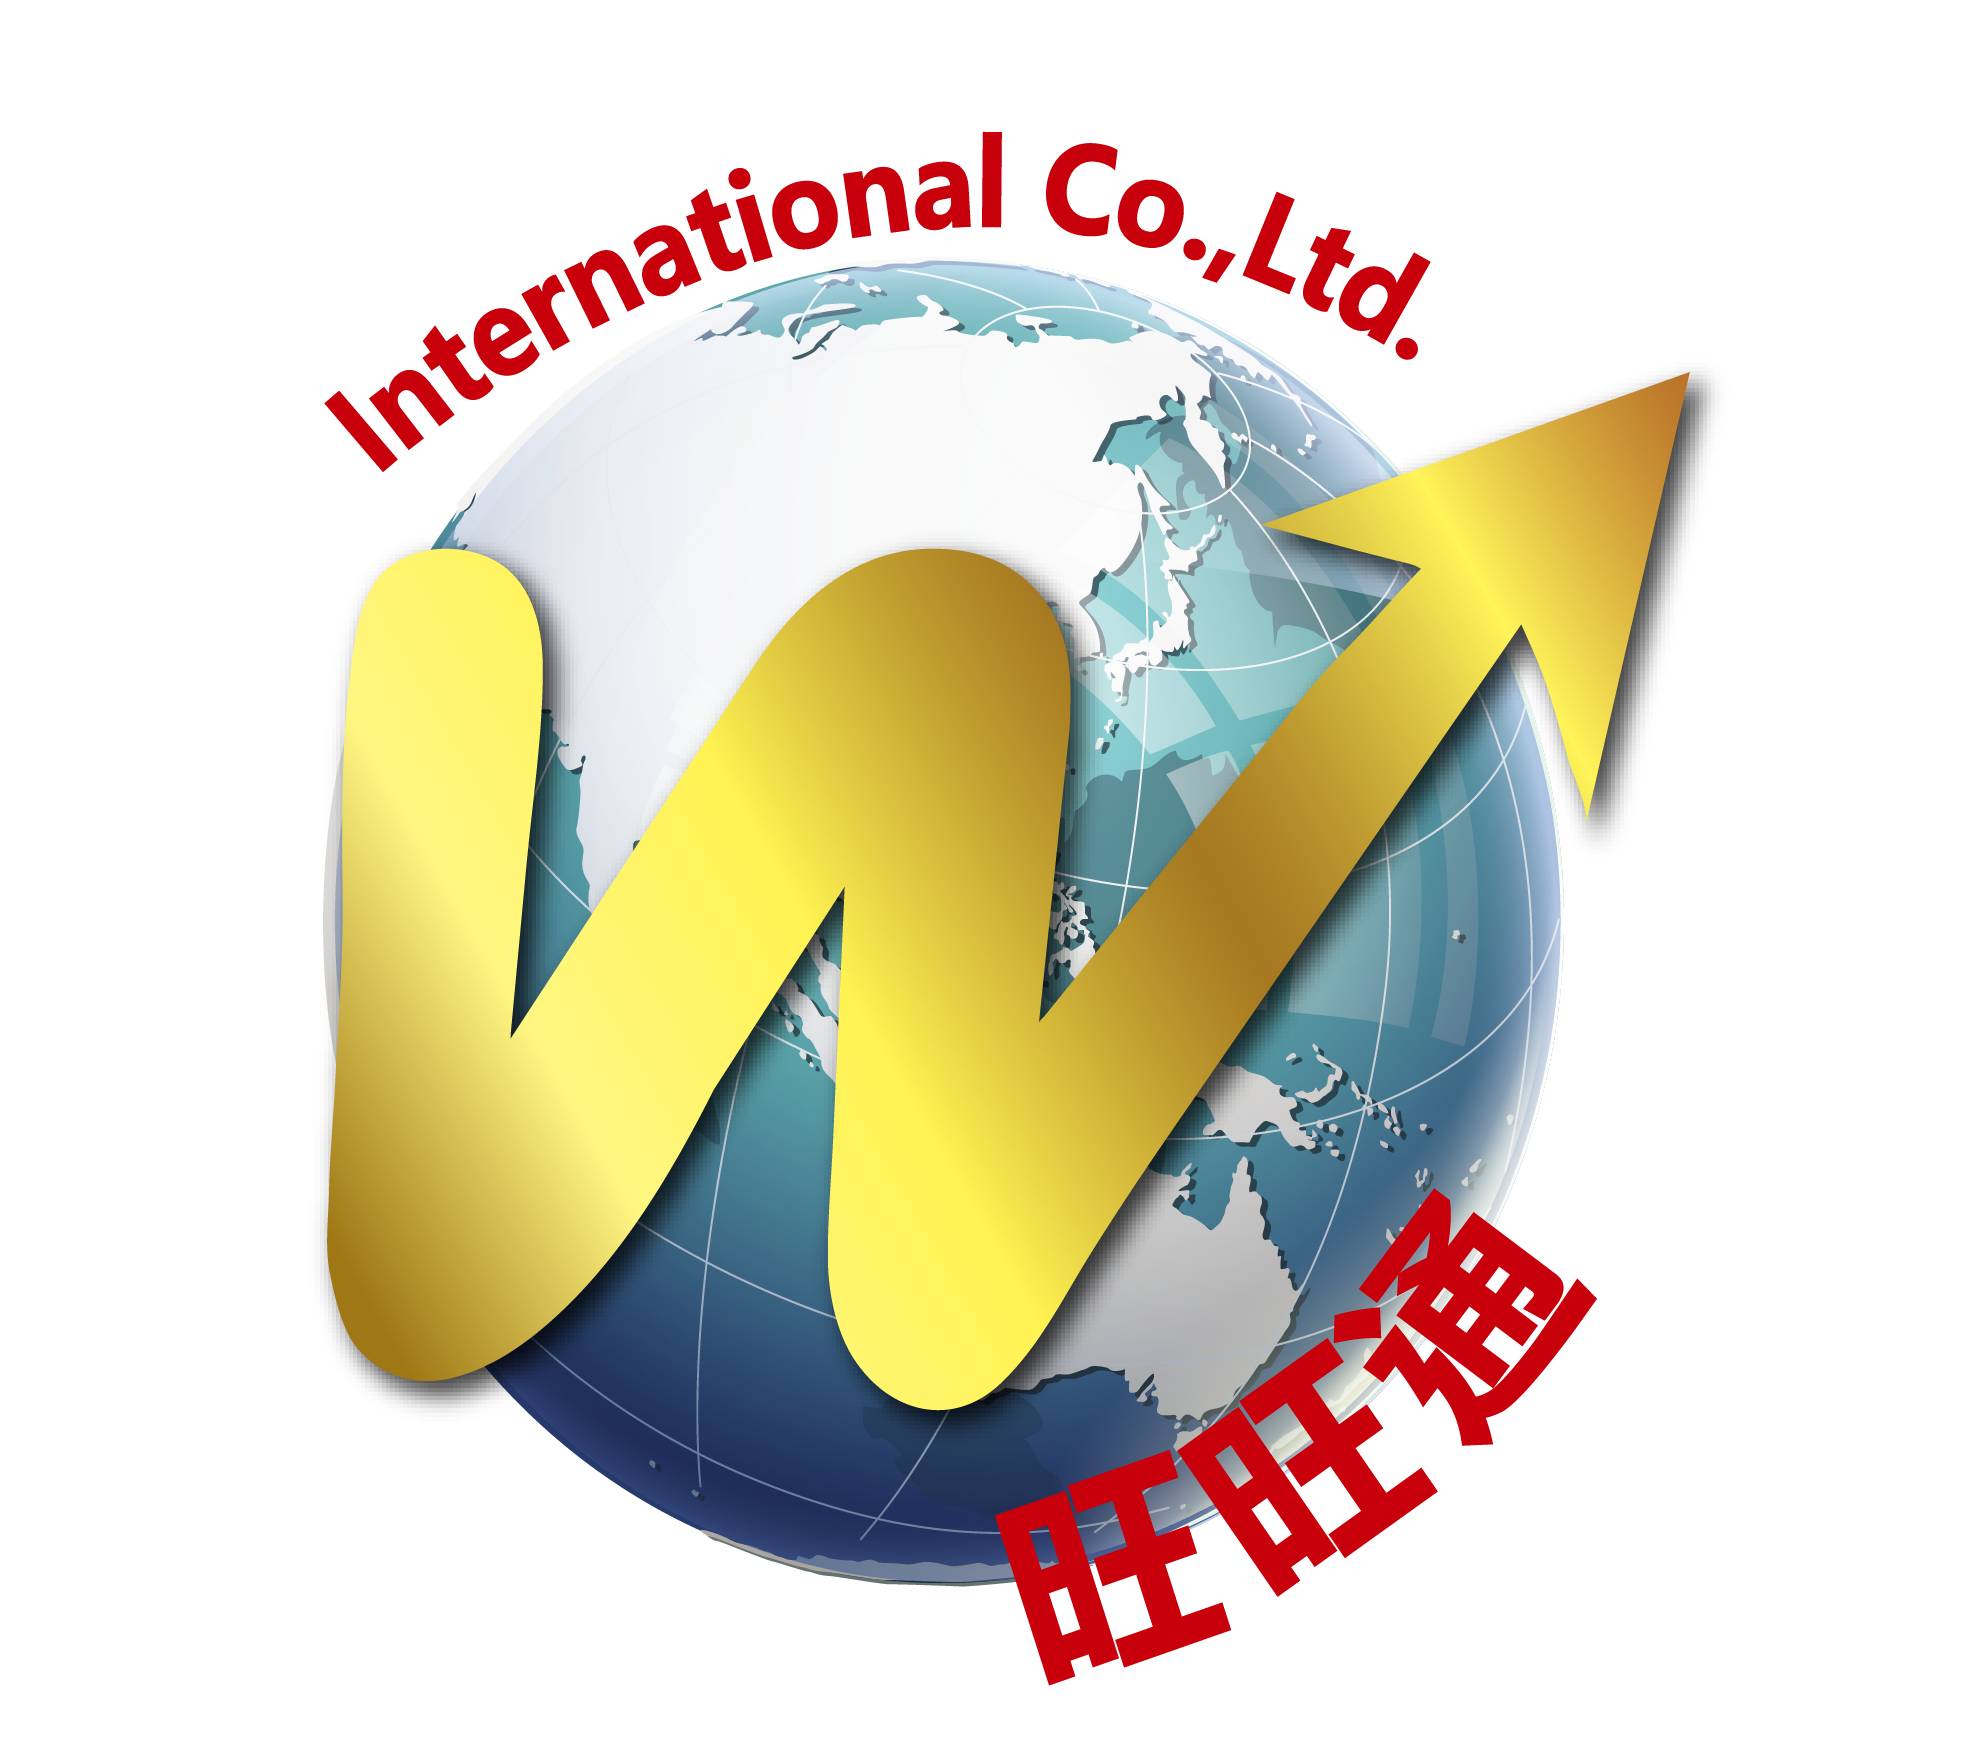 International Co.,Ltd.
W
旺旺通